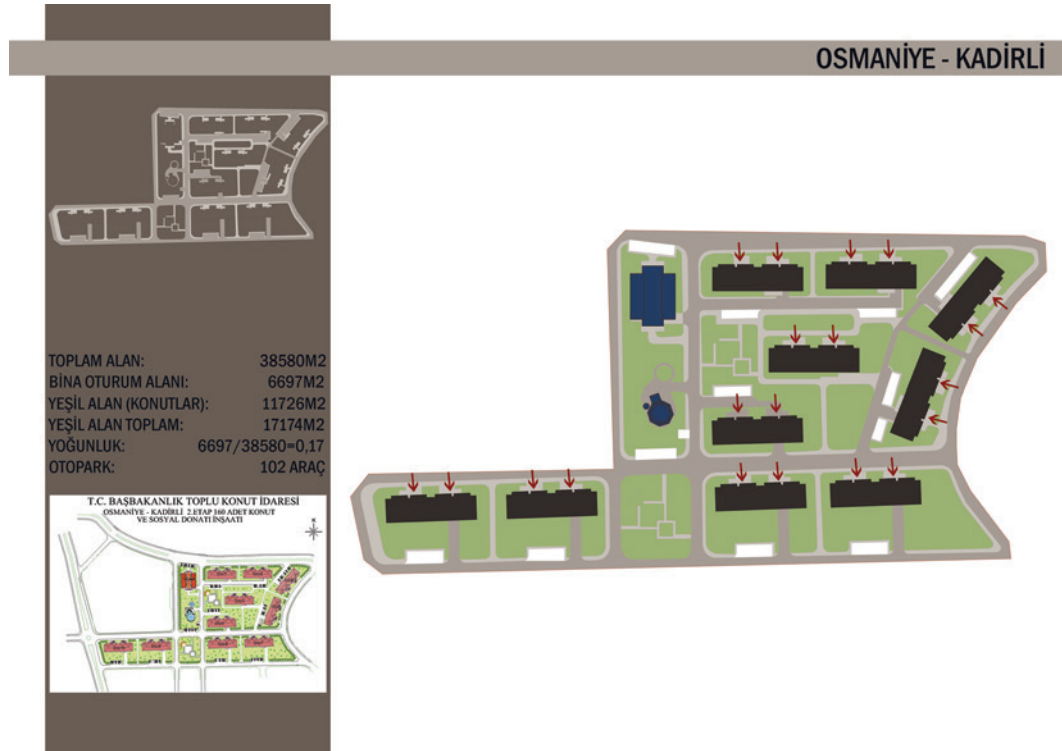 OSMANİYE - KADİRLİ
TOPLAM ALAN: 38580M2
BİNA OTURUM ALANI: 6697M2
YEŞİL ALAN (KONUTLAR): 11726M2
YEŞİL ALAN TOPLAM: 17174M2
YOĞUNLUK: 6697/38580=0,17
OTOPARK: 102 ARAÇ
T.C. BAŞBAKANLIK TOPLU KONUT İDARESİ
OSMANİYE - KADİRLİ 2.ETAP 160 ADET KONUT
VE SOSYAL DONATI İNŞAATI